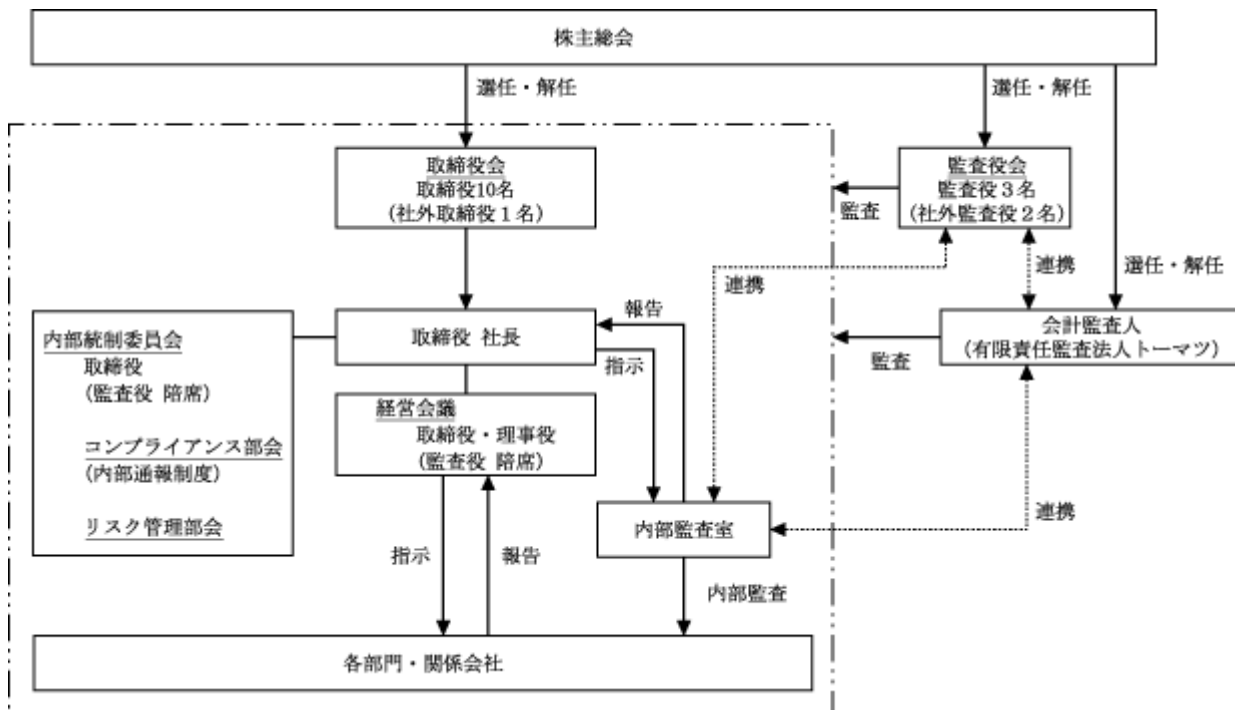 株主総会
選任・解任
選任・解任
取締役会
取締役10名
(社外取締役1名)
監査役会
監査役3名
(社外監査役2名)
監査
連携
連携
選任・解任
報告
取締役 社長
指示
会計監査人
(有限責任監査法人トーマツ)
監査
内部統制委員会
取締役
(監査役 陪席)
コンプライアンス部会
(内部通報制度)
リスク管理部会
経営会議
取締役・理事役
(監査役 陪席)
内部監査室
連携
指示
報告
内部監査
各部門・関係会社